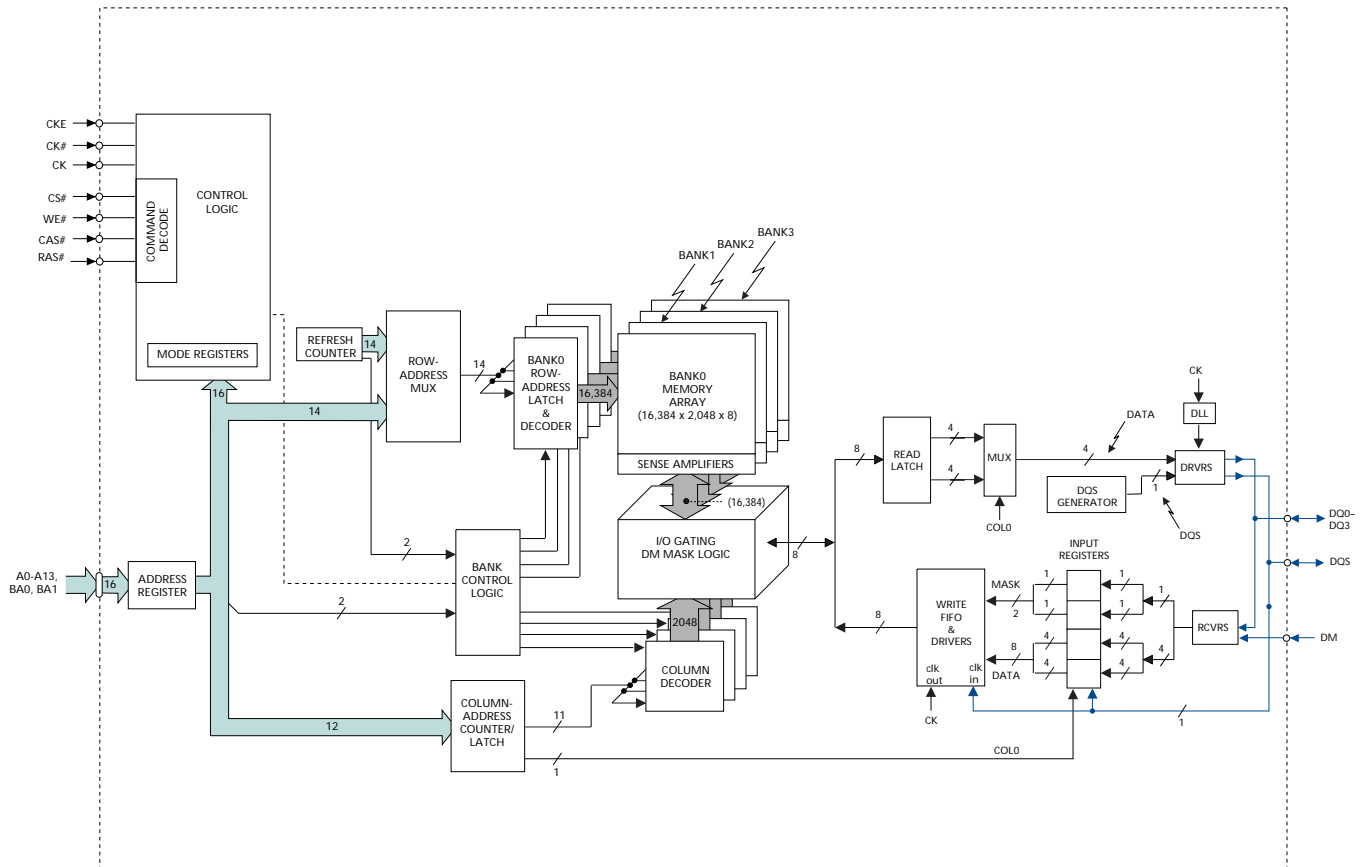 CKE
CK#
CK
CS#
WE#
CAS#
RAS#
COMMAND
DECODE
CONTROL
LOGIC
MODE REGISTERS
REFRESH
COUNTER
14
ROW-
ADDRESS
MUX
14
16
14
BANK0
ROW-
ADDRESS
LATCH
&
DECODER
16,384
BANK1
BANK2
BANK3
BANK0
MEMORY
ARRAY
(16,384 x 2,048 x 8)
SENSE AMPLIFIERS
(16,384)
I/O GATING
DM MASK LOGIC
8
2
BANK
CONTROL
LOGIC
2
A0-A13,
BA0, BA1
16
ADDRESS
REGISTER
2048
COLUMN
DECODER
12
COLUMN-
ADDRESS
COUNTER/
LATCH
11
1
COL0
8
READ
LATCH
4
4
MUX
COL0
DATA
4
CK
DLL
DRVRS
DQS
GENERATOR
1
DQS
DQ0–
DQ3
DQS
DM
INPUT
REGISTERS
8
WRITE
FIFO
&
DRIVERS
clk
out
clk
in
CK
MASK
2
8
DATA
1
1
4
4
1
1
4
4
1
4
RCVRS
1